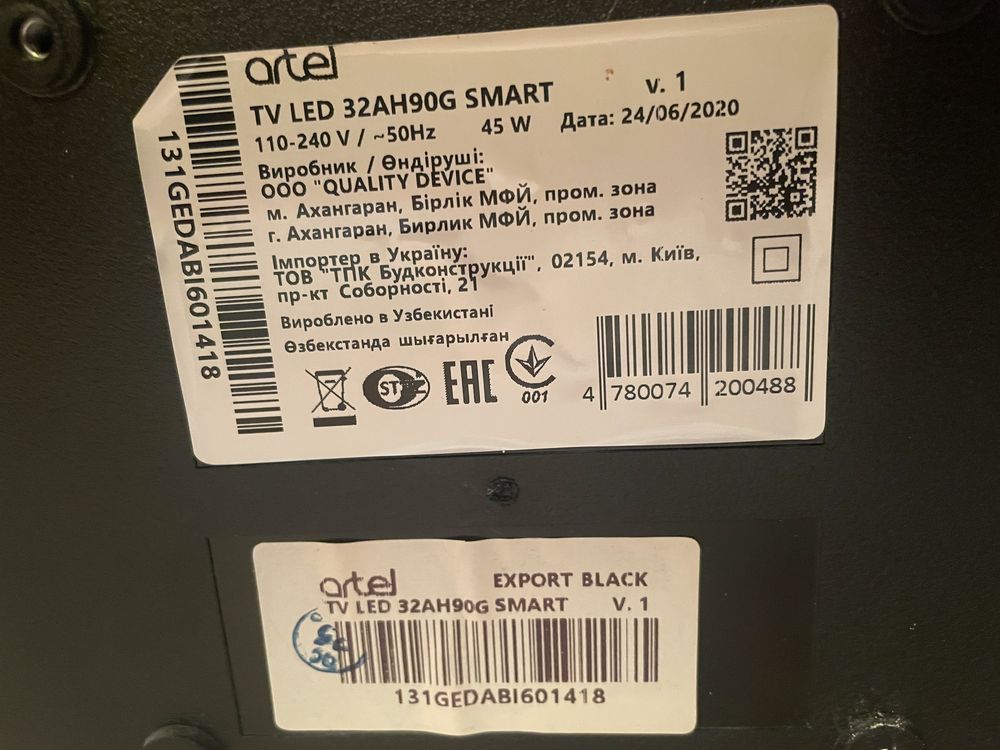 artel
TV LED 32AH90G SMART
v. 1
110-240 V / ~50Hz 45 W Дата: 24/06/2020
Виробник / Өндіруші:
ООО "QUALITY DEVICE"
м. Ахангаран, Бірлік МФЙ, пром. зона
г. Ахангаран, Бирлик МФЙ, пром. зона
Імпортер в Україну:
ТОВ "ТПК Будконструкції", 02154, м. Київ,
пр-кт Соборності, 21
Вироблено в Узбекистані
Өзбекстанда шығарылған
EAC
001
4 780074 200488
131GEDABI601418
artel EXPORT BLACK
TV LED 32AH90G SMART V. 1
131GEDABI601418